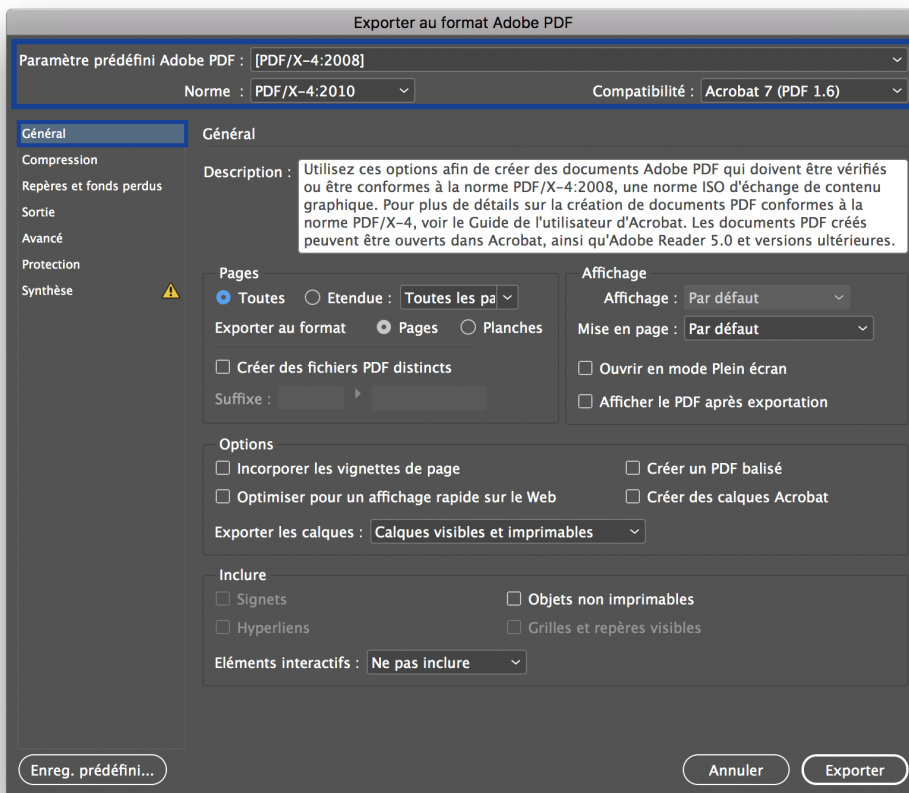 Exporter au format Adobe PDF
Paramètre prédéfini Adobe PDF : [PDF/X-4:2008]
Norme : PDF/X-4:2010 Compatibilité : Acrobat 7 (PDF 1.6)
Général
Compression
Repères et fonds perdus
Sortie
Avancé
Protection
Synthèse
Général
Description :
Utilisez ces options afin de créer des documents Adobe PDF qui doivent être vérifiés
ou être conformes à la norme PDF/X-4:2008, une norme ISO d'échange de contenu
graphique. Pour plus de détails sur la création de documents PDF conformes à la
norme PDF/X-4, voir le Guide de l'utilisateur d'Acrobat. Les documents PDF créés
peuvent être ouverts dans Acrobat, ainsi qu'Adobe Reader 5.0 et versions ultérieures.
Pages
Toutes Etendue : Toutes les pa
Exporter au format Pages Planches
Créer des fichiers PDF distincts
Suffixe :
Affichage
Affichage : Par défaut
Mise en page : Par défaut
Ouvrir en mode Plein écran
Afficher le PDF après exportation
Options
Incorporer les vignettes de page Créer un PDF balisé
Optimiser pour un affichage rapide sur le Web Créer des calques Acrobat
Exporter les calques : Calques visibles et imprimables
Inclure
Signets Objets non imprimables
Hyperliens Grilles et repères visibles
Eléments interactifs : Ne pas inclure
Enreg. prédéfini... Annuler Exporter